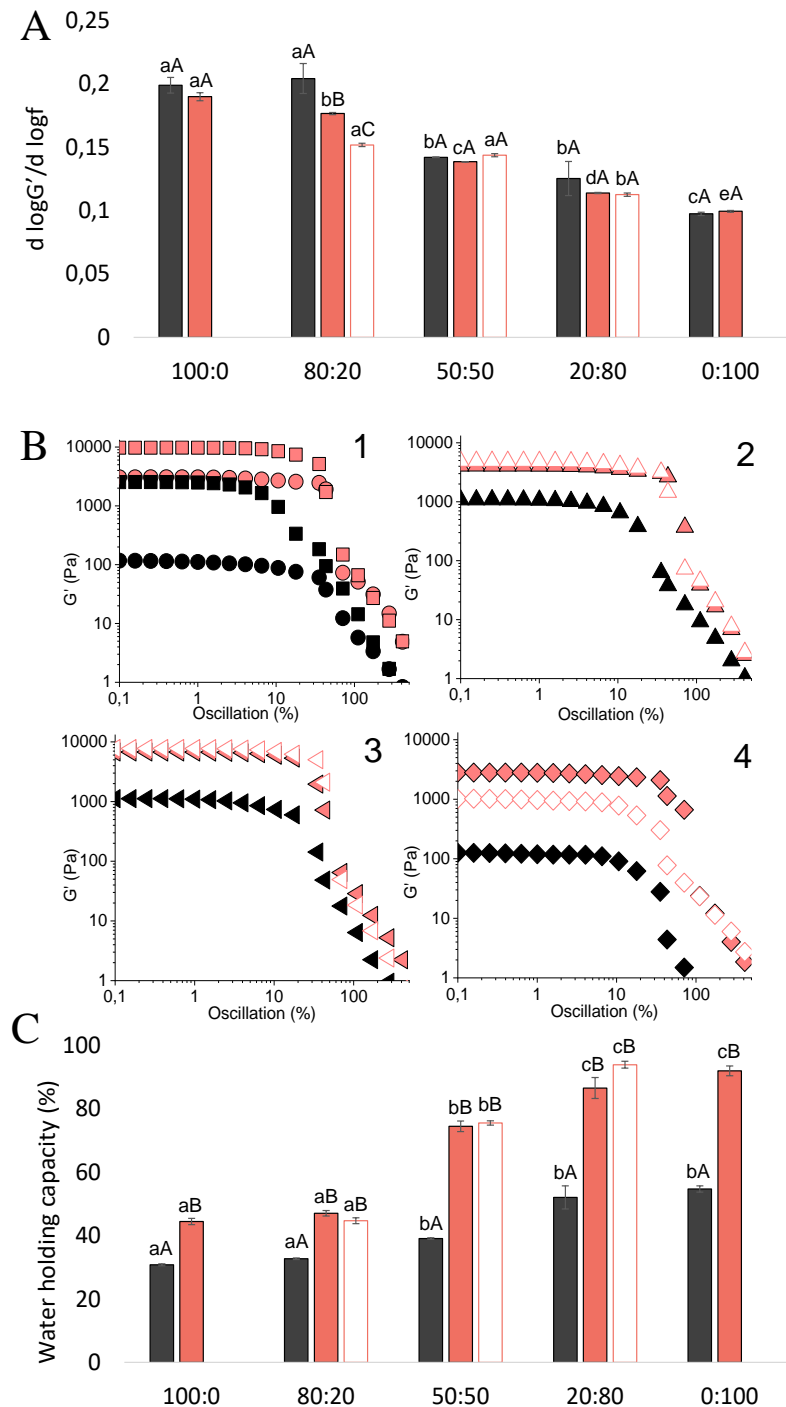 A
d logG'/d logf
0,25
0,2
0,15
0,1
0,05
0
aA aA aA bB aC bA cA aA bA dA bA cA eA
100:0 80:20 50:50 20:80 0:100
B
1
G' (Pa)
10000
1000
100
10
1
0,1 1 10 100
Oscillation (%)
2
G' (Pa)
10000
1000
100
10
1
0,1 1 10 100
Oscillation (%)
3
G' (Pa)
10000
1000
100
10
1
0,1 1 10 100
Oscillation (%)
4
G' (Pa)
10000
1000
100
10
1
0,1 1 10 100
Oscillation (%)
C
Water holding capacity (%)
100
80
60
40
20
0
aA aB aA aB aB bA bB bB bA cB cB bA cB
100:0 80:20 50:50 20:80 0:100